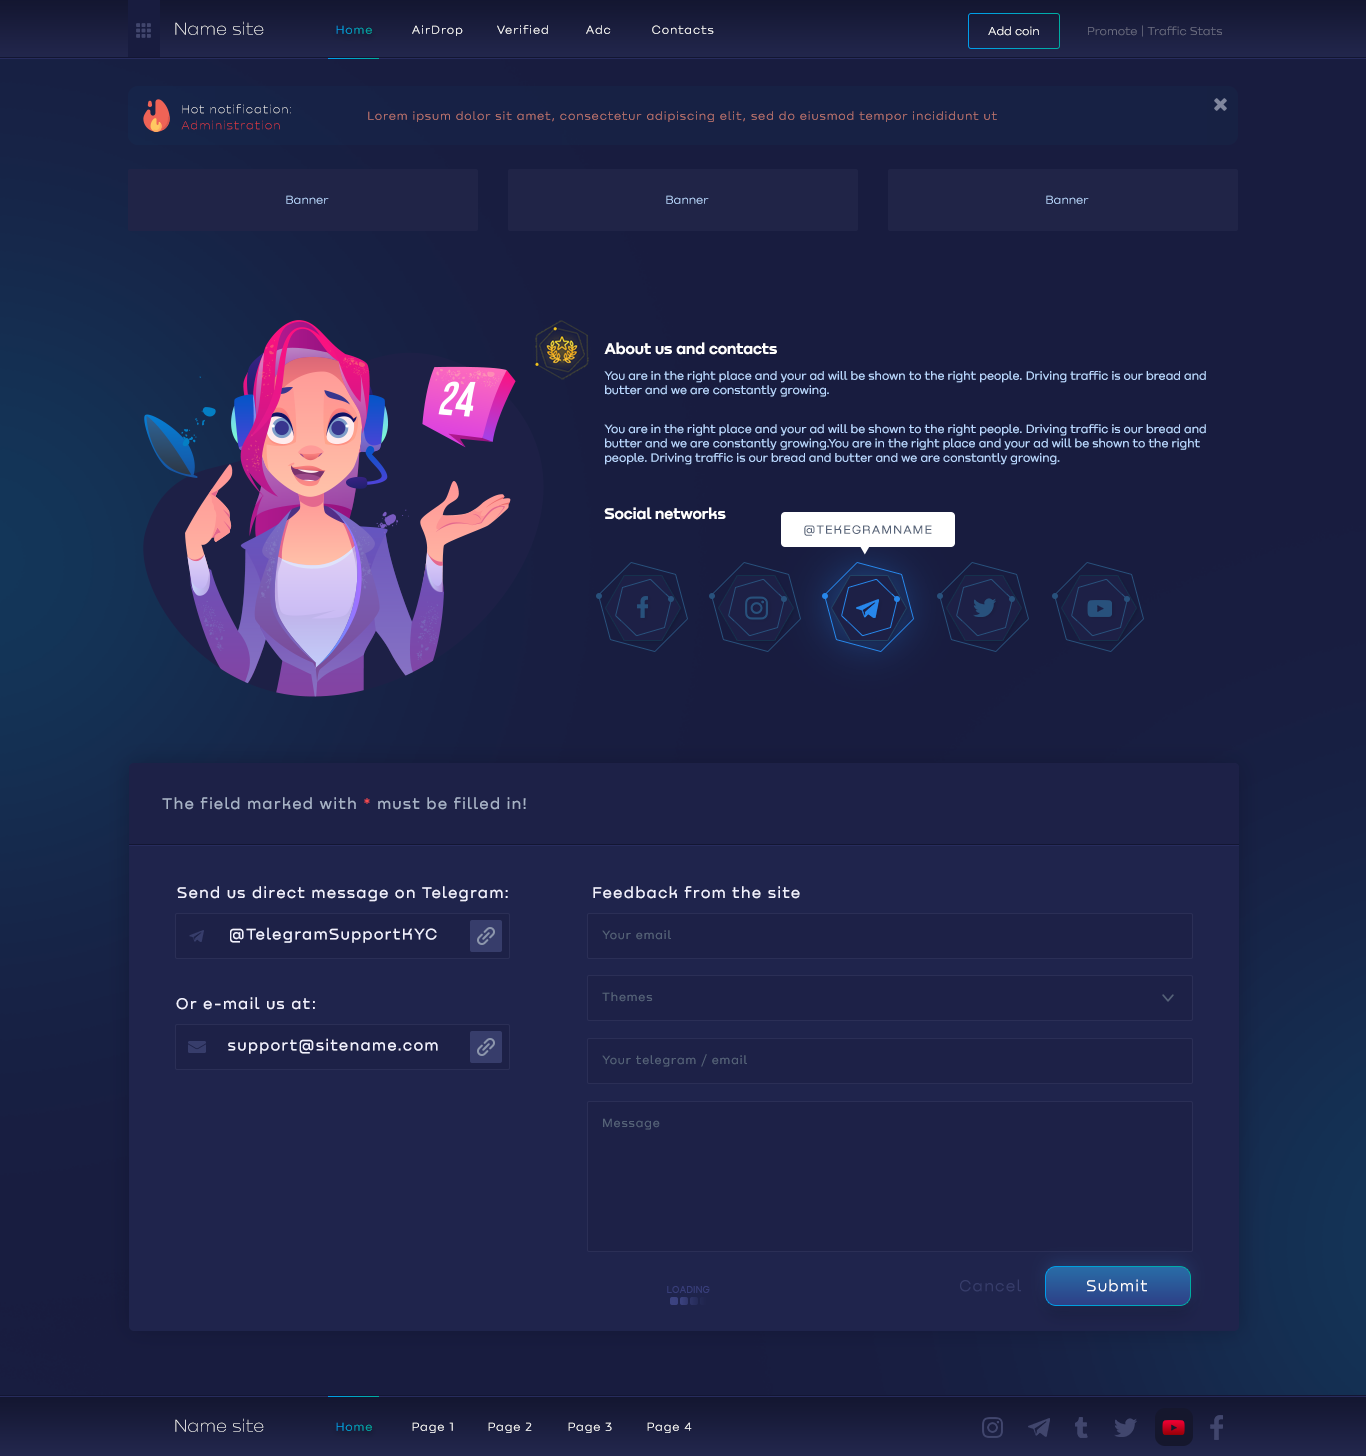 Name site
Home
AirDrop
Verified
Adc
Contacts
Add coin
Promote | Traffic Stats
Hot notification:
Administration
Lorem ipsum dolor sit amet, consectetur adipiscing elit, sed do eiusmod tempor incididunt ut
Banner
Banner
Banner
24
About us and contacts
You are in the right place and your ad will be shown to the right people. Driving traffic is our bread and
butter and we are constantly growing.
You are in the right place and your ad will be shown to the right people. Driving traffic is our bread and
butter and we are constantly growing.You are in the right place and your ad will be shown to the right
people. Driving traffic is our bread and butter and we are constantly growing.
Social networks
@TEKEGRAMNAME
The field marked with * must be filled in!
Send us direct message on Telegram:
@TelegramSupportKYC
Or e-mail us at:
support@sitename.com
Feedback from the site
Your email
Themes
Your telegram / email
Message
LOADING
Cancel
Submit
Name site
Home
Page 1
Page 2
Page 3
Page 4